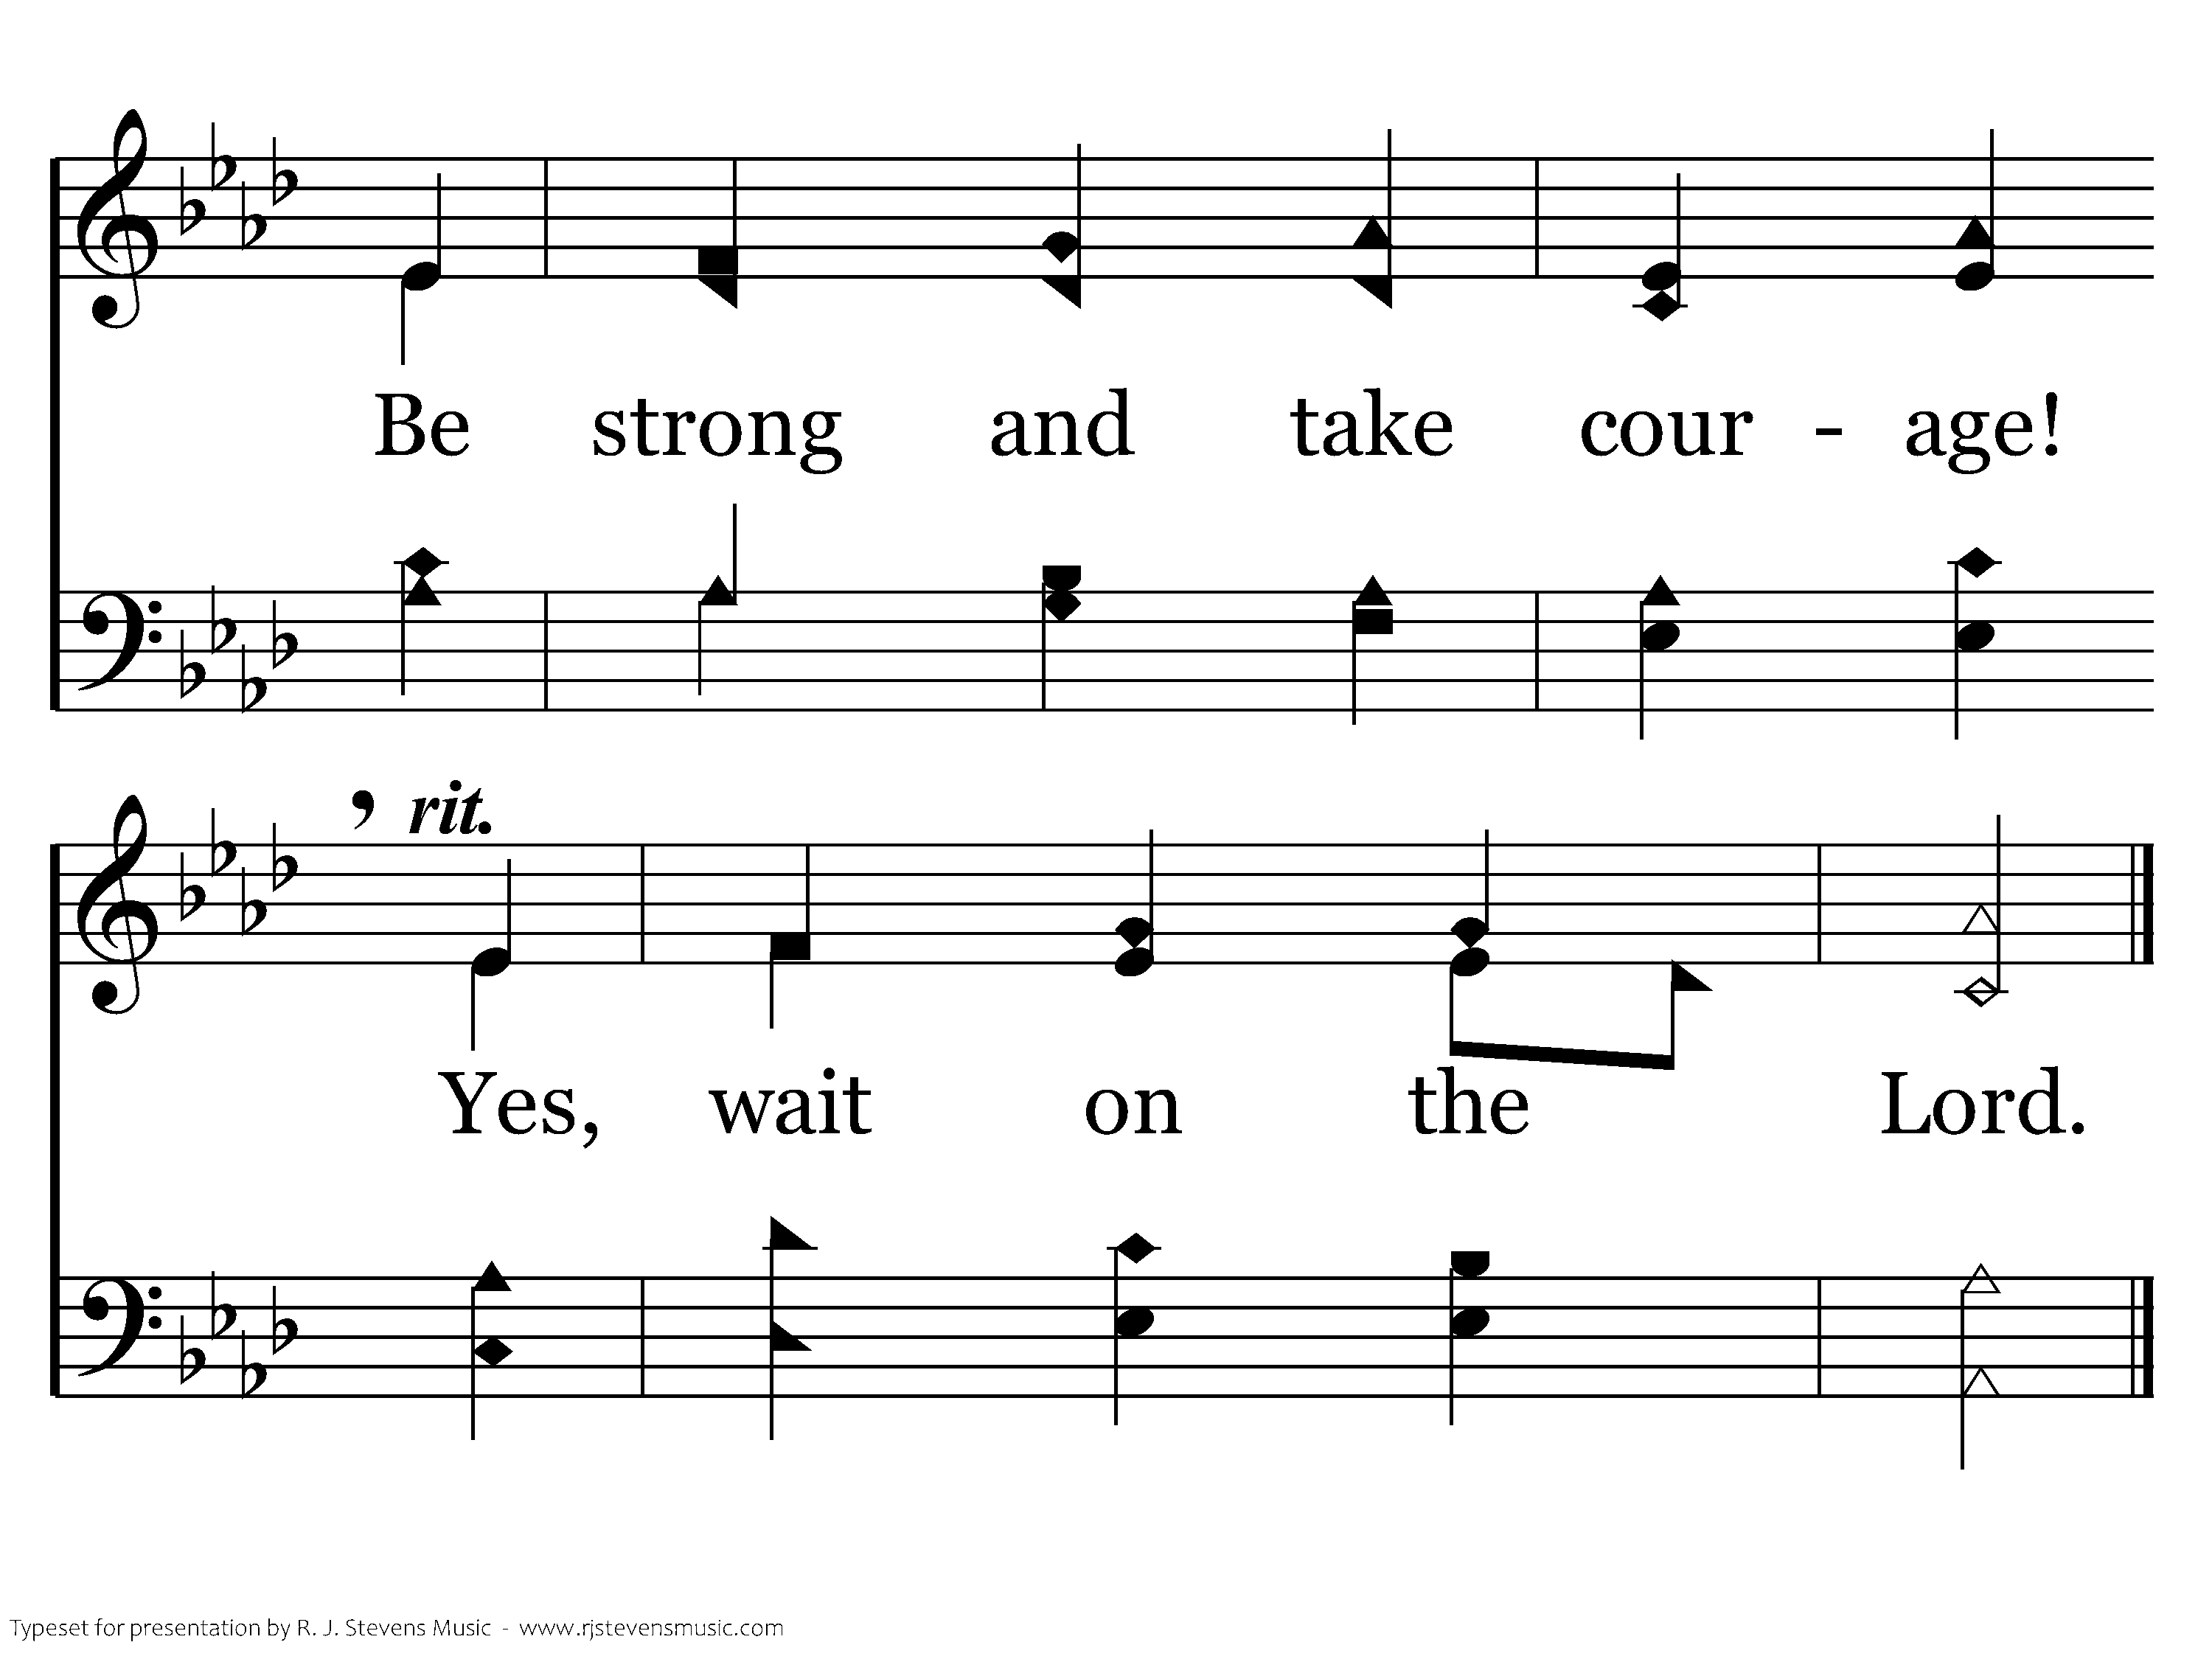 Be strong and take cour - age!
rit.
Yes, wait on the Lord.
Typeset for presentation by R. J. Stevens Music - www.rjstevensmusic.com